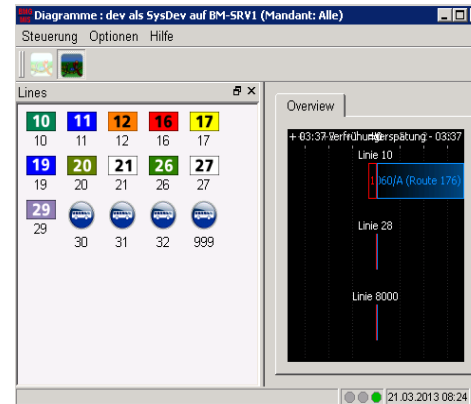 Diagramme : dev als SysDev auf BM-SRV1 (Mandant: Alle)
Steuerung Optionen Hilfe
Lines
10 11 12 16 17
10 11 12 16 17
19 20 21 26 27
19 20 21 26 27
29
29 30 31 32 999
Overview
+ 03:37 Verfrühung Verspätung - 03:37
Linie 10
060/A (Route 176)
Linie 28
Linie 8000
21.03.2013 08:24